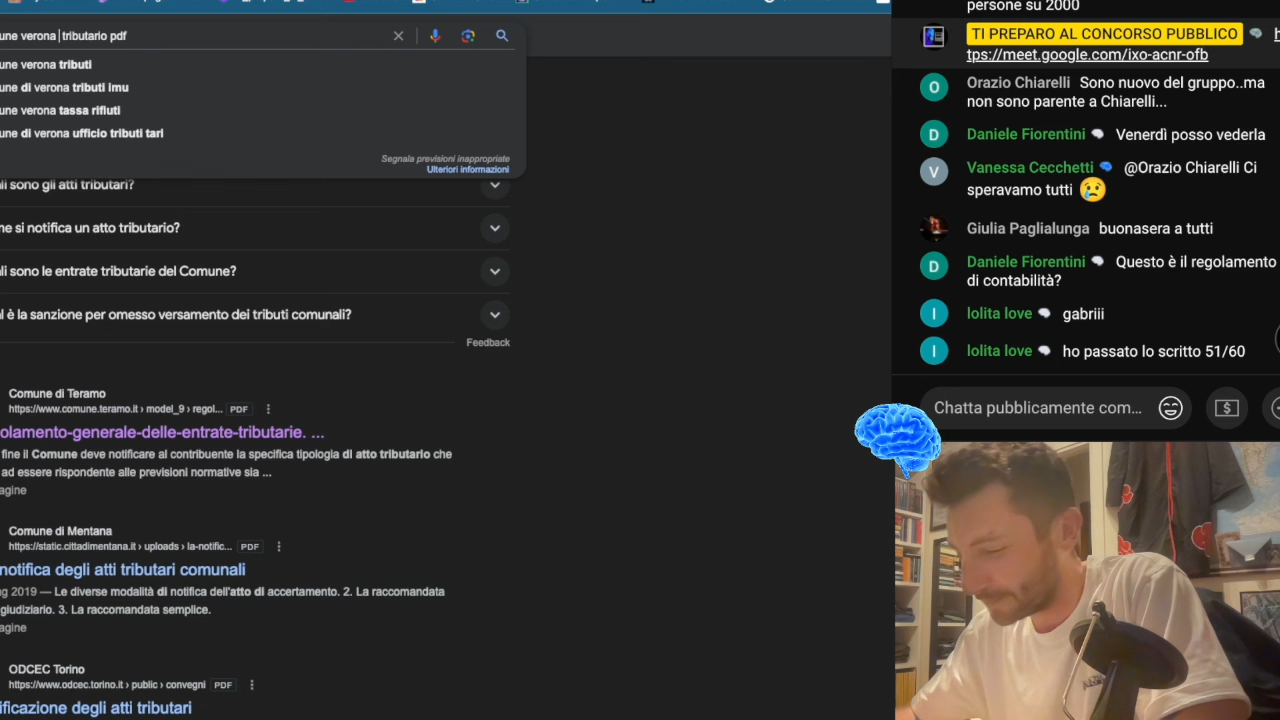 une verona tributario pdf
une verona tributi
une di verona tributi imu
une verona tassa rifiuti
une di verona ufficio tributi tari
Segnala previsioni inappropriate
Ulteriori informazioni
li sono gli atti tributari?
ne si notifica un atto tributario?
li sono le entrate tributarie del Comune?
l è la sanzione per omesso versamento dei tributi comunali?
Feedback
Comune di Teramo
https://www.comune.teramo.it › model_9 › regol... PDF
olamento-generale-delle-entrate-tributarie. ...
fine il Comune deve notificare al contribuente la specifica tipologia di atto tributario che
ad essere rispondente alle previsioni normative sia ...
agine
Comune di Mentana
https://static.cittadimentana.it › uploads › la-notific... PDF
notifica degli atti tributari comunali
g 2019 — Le diverse modalità di notifica dell'atto di accertamento. 2. La raccomandata
giudiziario. 3. La raccomandata semplice.
agine
ODCEC Torino
https://www.odcec.torino.it › public › convegni PDF
ificazione degli atti tributari
persone su 2000
TI PREPARO AL CONCORSO PUBBLICO h
tps://meet.google.com/ixo-acnr-ofb
O Orazio Chiarelli Sono nuovo del gruppo..ma
non sono parente a Chiarelli...
D Daniele Fiorentini Venerdì posso vederla
V Vanessa Cecchetti @Orazio Chiarelli Ci
speravamo tutti
Giulia Paglialunga buonasera a tutti
D Daniele Fiorentini Questo è il regolamento
di contabilità?
l lolita love gabriii
l lolita love ho passato lo scritto 51/60
Chatta pubblicamente com...